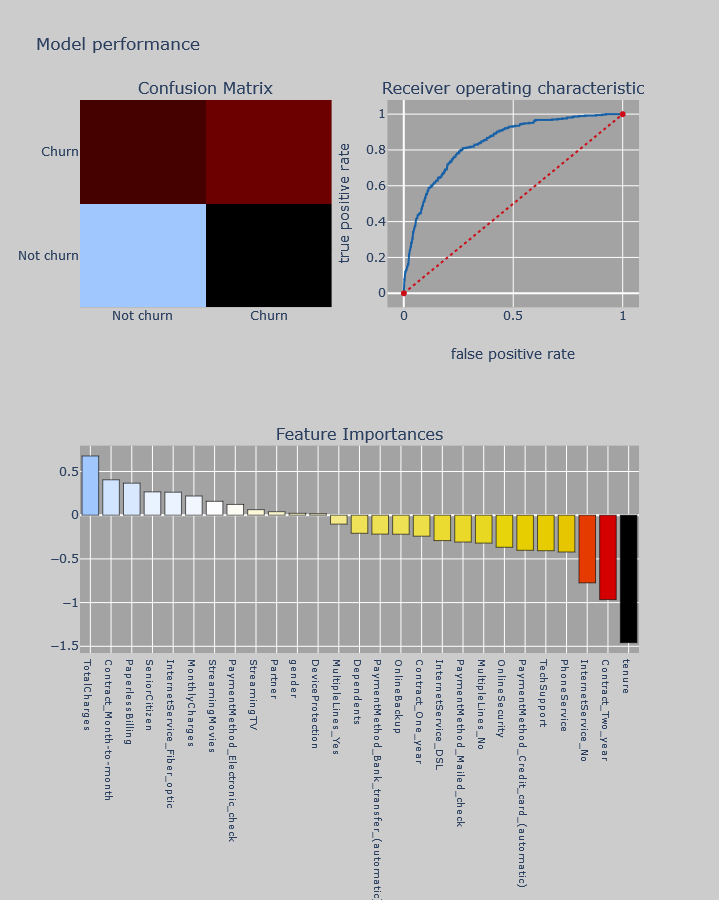 Model performance
Confusion Matrix
Churn
Not churn
Not churn
Churn
Receiver operating characteristic
true positive rate
1
0.8
0.6
0.4
0.2
0
0
0.5
1
false positive rate
Feature Importances
0.5
0
−0.5
−1
−1.5
TotalCharges
Contract_Month-to-month
PaperlessBilling
SeniorCitizen
InternetService_Fiber_optic
MonthlyCharges
StreamingMovies
PaymentMethod_Electronic_check
StreamingTV
Partner
gender
DeviceProtection
MultipleLines_Yes
Dependents
PaymentMethod_Bank_transfer_(automatic)
OnlineBackup
Contract_One_year
InternetService_DSL
PaymentMethod_Mailed_check
MultipleLines_No
OnlineSecurity
PaymentMethod_Credit_card_(automatic)
TechSupport
PhoneService
InternetService_No
Contract_Two_year
tenure